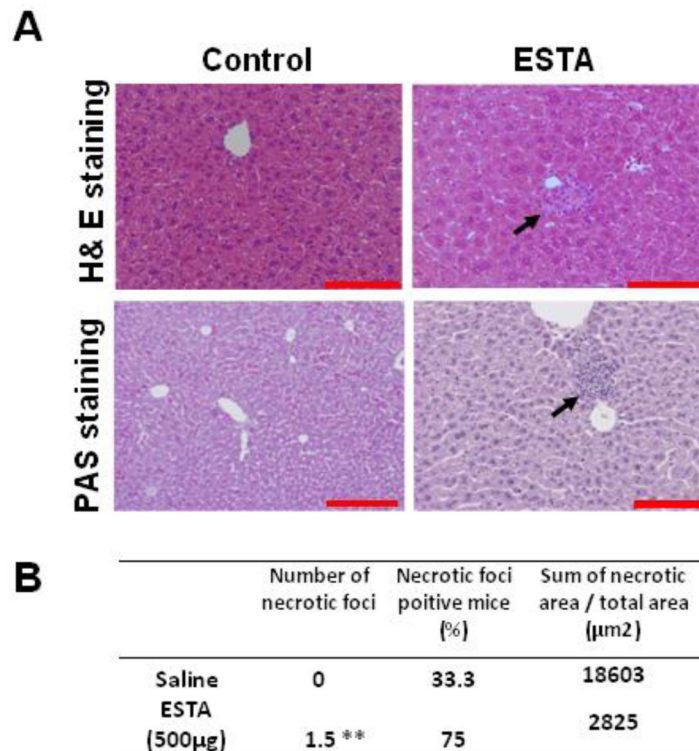 A
Control ESTA
H& E staining
PAS staining
B
Number of necrotic foci
Necrotic foci poitive mice (%)
Sum of necrotic area / total area (μm2)
Saline 0 33.3 18603
ESTA (500μg) 1.5 ** 75 2825